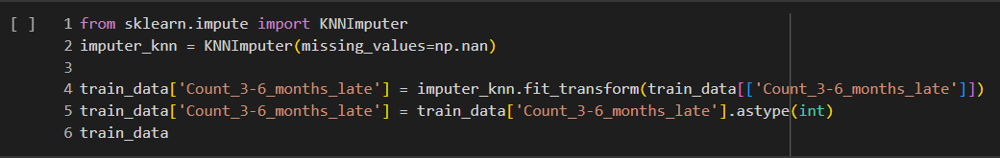 [ ] 1 from sklearn.impute import KNNImputer
2 imputer_knn = KNNImputer(missing_values=np.nan)
3
4 train_data['Count_3-6_months_late'] = imputer_knn.fit_transform(train_data[['Count_3-6_months_late']])
5 train_data['Count_3-6_months_late'] = train_data['Count_3-6_months_late'].astype(int)
6 train_data